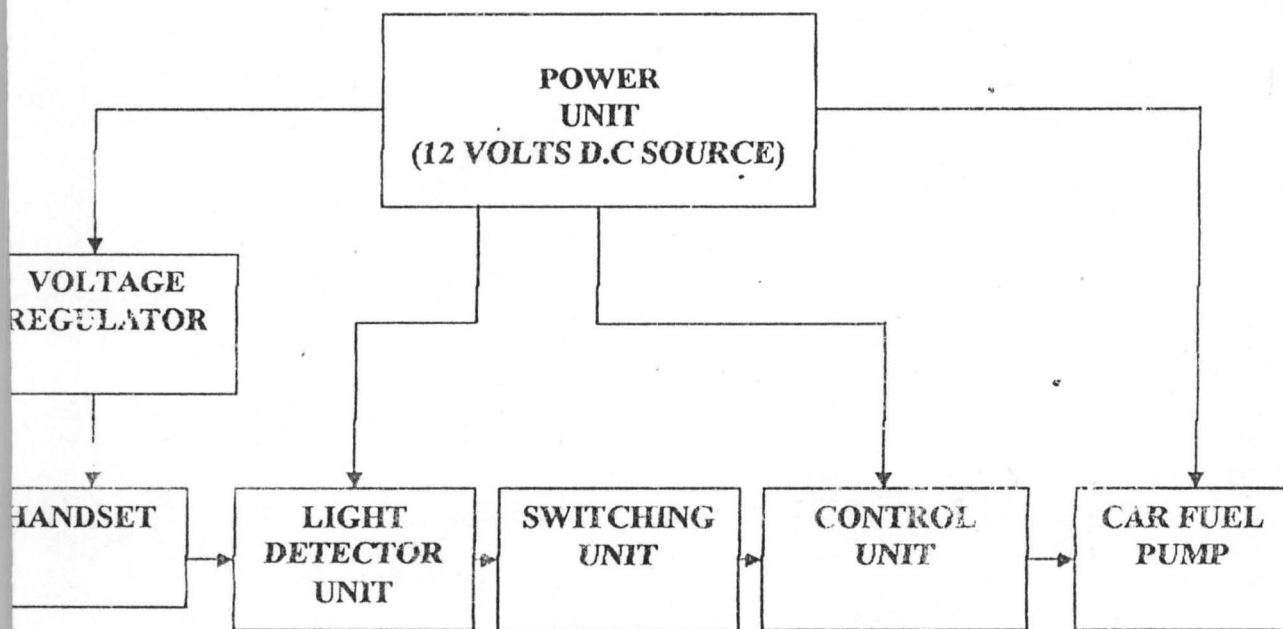 POWER
UNIT
(12 VOLTS D.C SOURCE)
VOLTAGE
REGULATOR
HANDSET
LIGHT
DETECTOR
UNIT
SWITCHING
UNIT
CONTROL
UNIT
CAR FUEL
PUMP